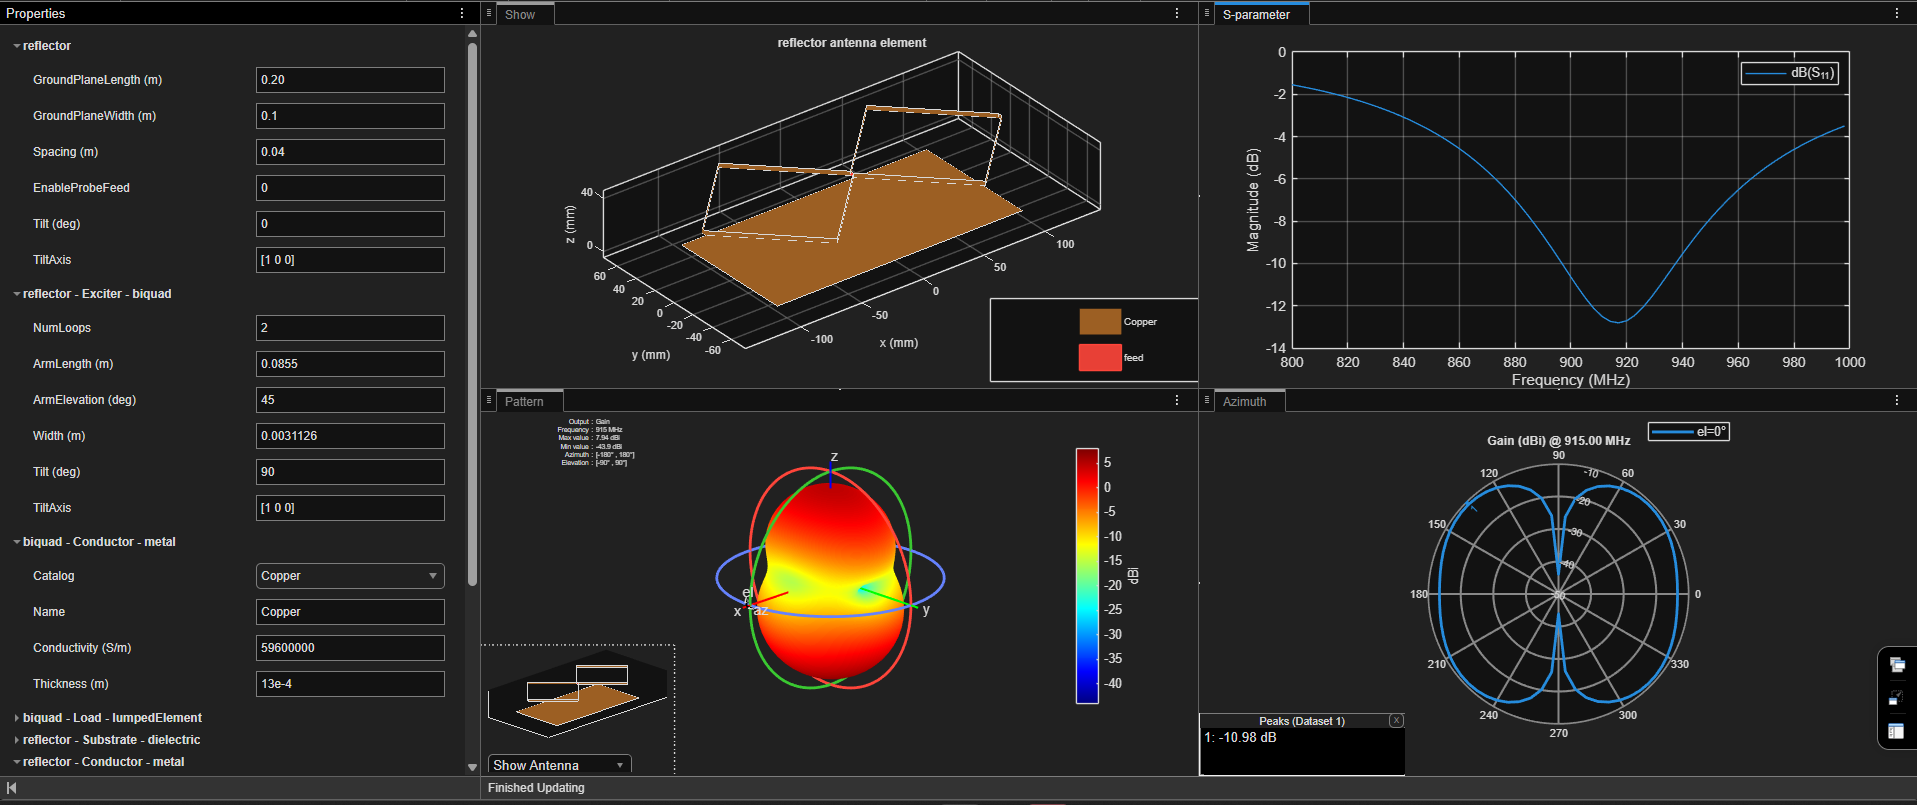 Properties
reflector
GroundPlaneLength (m) 0.20
GroundPlaneWidth (m) 0.1
Spacing (m) 0.04
EnableProbeFeed 0
Tilt (deg) 0
TiltAxis [1 0 0]
reflector - Exciter - biquad
NumLoops 2
ArmLength (m) 0.0855
ArmElevation (deg) 45
Width (m) 0.0031126
Tilt (deg) 90
TiltAxis [1 0 0]
biquad - Conductor - metal
Catalog Copper
Name Copper
Conductivity (S/m) 59600000
Thickness (m) 13e-4
biquad - Load - lumpedElement
reflector - Substrate - dielectric
reflector - Conductor - metal
Show
reflector antenna element
40
0
z (mm)
60
40
20
0
-20
-40
-60
y (mm)
-100
-50
0
50
100
x (mm)
Copper
feed
S-parameter
dB(S11)
0
-2
-4
-6
-8
-10
-12
-14
Magnitude (dB)
800 820 840 860 880 900 920 940 960 980 1000
Frequency (MHz)
Pattern
Output : Gain
Frequency : 915 MHz
Max value : 7.94 dBi
Min value : -43.9 dBi
Azimuth : [-180° , 180°]
Elevation : [-90° , 90°]
z
el
x
az
y
5
0
-5
-10
-15
-20
-25
-30
-35
-40
dBi
Show Antenna
Azimuth
el=0°
Gain (dBi) @ 915.00 MHz
90
120 60
150 30
180 0
210 330
240 300
270
-10
-20
-30
-40
-50
1
Peaks (Dataset 1) X
1: -10.98 dB
Finished Updating